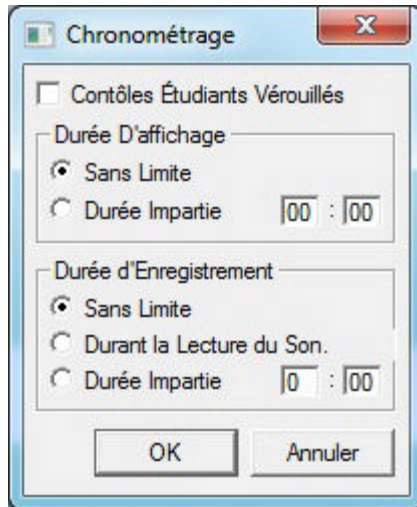 Chronométrage
Contôles Étudiants Vérouillés
Durée D'affichage
Sans Limite
Durée Impartie 00 : 00
Durée d'Enregistrement
Sans Limite
Durant la Lecture du Son.
Durée Impartie 0 : 00
OK Annuler